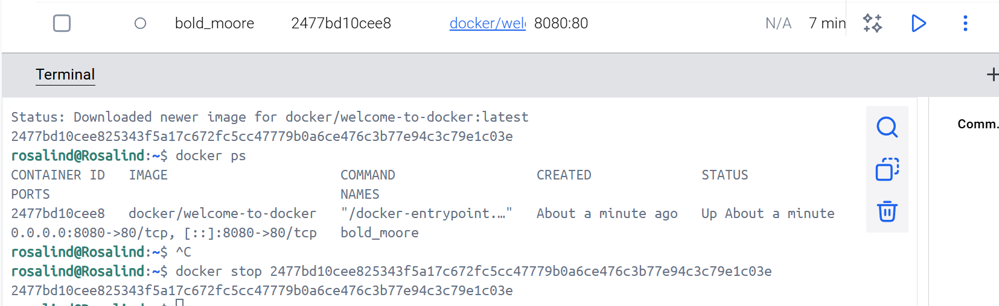 bold_moore 2477bd10cee8 docker/wel 8080:80 N/A 7 min
Terminal
Status: Downloaded newer image for docker/welcome-to-docker:latest
2477bd10cee825343f5a17c672fc5cc47779b0a6ce476c3b77e94c3c79e1c03e
Comm.
rosalind@Rosalind:~$ docker ps
CONTAINER ID IMAGE COMMAND CREATED STATUS
PORTS NAMES
2477bd10cee8 docker/welcome-to-docker "/docker-entrypoint.…" About a minute ago Up About a minute
0.0.0.0:8080->80/tcp, [::]:8080->80/tcp bold_moore
rosalind@Rosalind:~$ ^C
rosalind@Rosalind:~$ docker stop 2477bd10cee825343f5a17c672fc5cc47779b0a6ce476c3b77e94c3c79e1c03e
2477bd10cee825343f5a17c672fc5cc47779b0a6ce476c3b77e94c3c79e1c03e
rosalind@Rosalind:~$